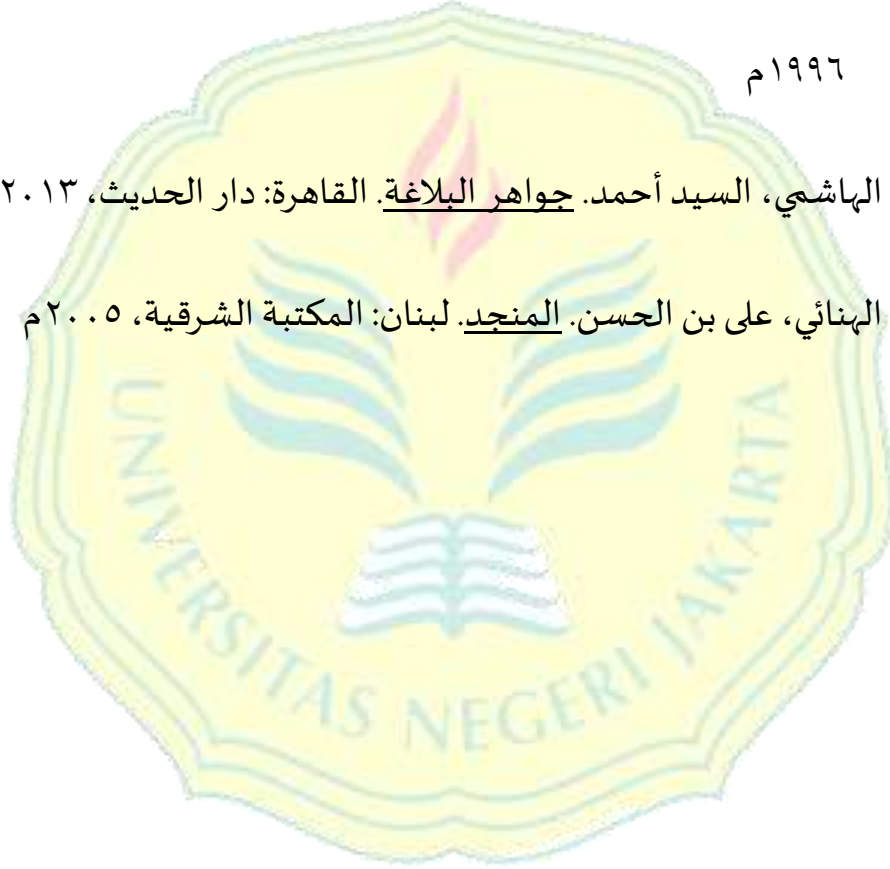 ١٩٩٦م
الهاشمي، السيد أحمد. جواهر البلاغة. القاهرة: دار الحديث، ٢٠١٣
الهنائي، على بن الحسن. المنجد. لبنان: المكتبة الشرقية، ٢٠٠٥م
UNIVERSITAS NEGERI JAKARTA